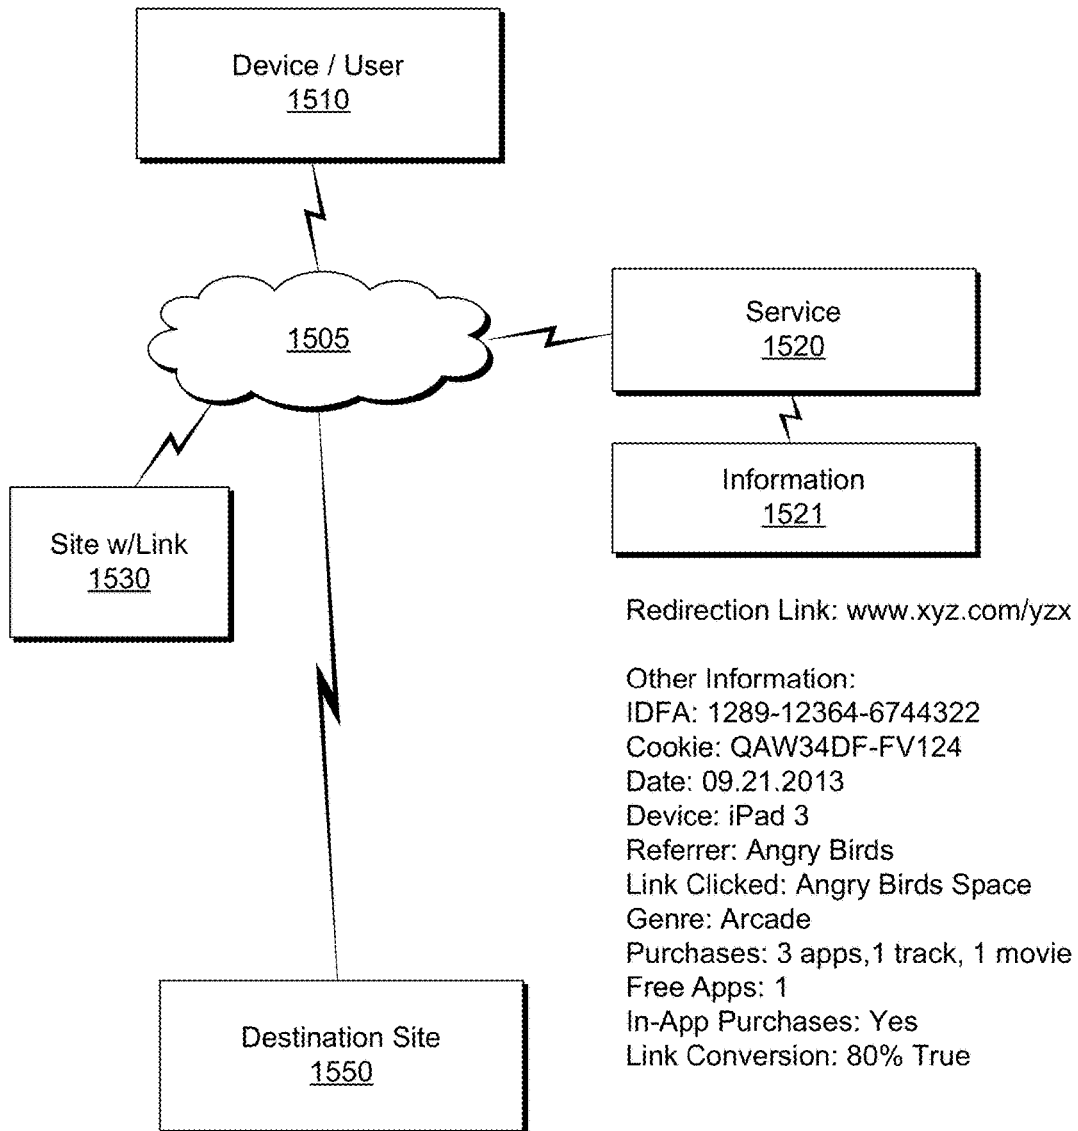 Device / User
1510
1505
Service
1520
Information
1521
Site w/Link
1530
Redirection Link: www.xyz.com/yzx
Other Information:
IDFA: 1289-12364-6744322
Cookie: QAW34DF-FV124
Date: 09.21.2013
Device: iPad 3
Referrer: Angry Birds
Link Clicked: Angry Birds Space
Genre: Arcade
Purchases: 3 apps,1 track, 1 movie
Free Apps: 1
In-App Purchases: Yes
Link Conversion: 80% True
Destination Site
1550